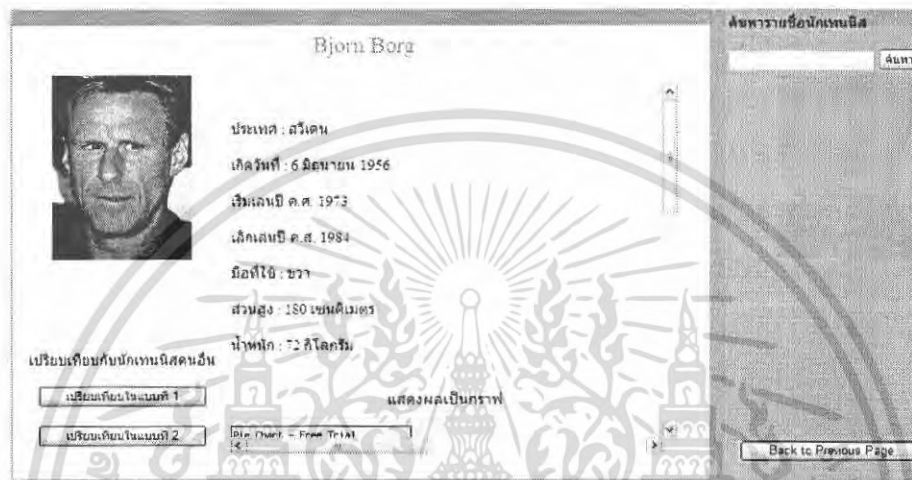 ค้นหารายชื่อนักเทนนิส
ค้นหา
Bjorn Borg
ประเทศ : สวีเดน
เกิดวันที่ : 6 มิถุนายน 1956
เริ่มเล่นปี ค.ศ. 1973
เลิกเล่นปี ค.ศ. 1984
มือที่ใช้ : ขวา
ส่วนสูง : 180 เซนติเมตร
น้ำหนัก : 72 กิโลกรัม
เปรียบเทียบกับนักเทนนิสคนอื่น
เปรียบเทียบในแบบที่ 1
เปรียบเทียบในแบบที่ 2
แสดงผลเป็นกราฟ
Pie Chart - Free Trial
Back to Previous Page